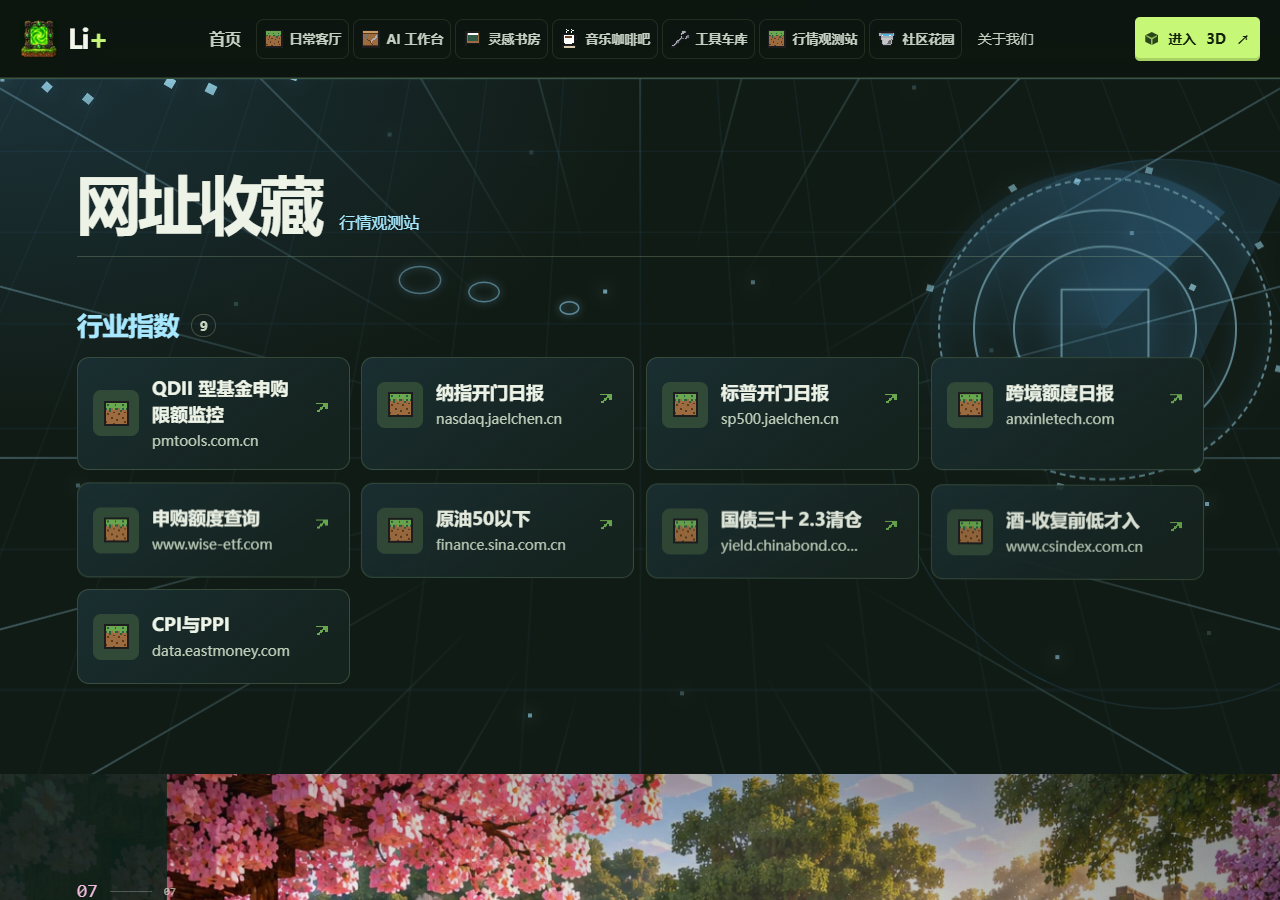 Li+
首页
日常客厅
AI 工作台
灵感书房
音乐咖啡吧
工具车库
行情观测站
社区花园
关于我们
进入 3D ↗
网址收藏
行情观测站
行业指数 9
QDII 型基金申购
限额监控
pmtools.com.cn
纳指开门日报
nasdaq.jaelchen.cn
标普开门日报
sp500.jaelchen.cn
跨境额度日报
anxinletech.com
申购额度查询
www.wise-etf.com
原油50以下
finance.sina.com.cn
国债三十 2.3清仓
yield.chinabond.co...
酒-收复前低才入
www.csindex.com.cn
CPI与PPI
data.eastmoney.com
07 07